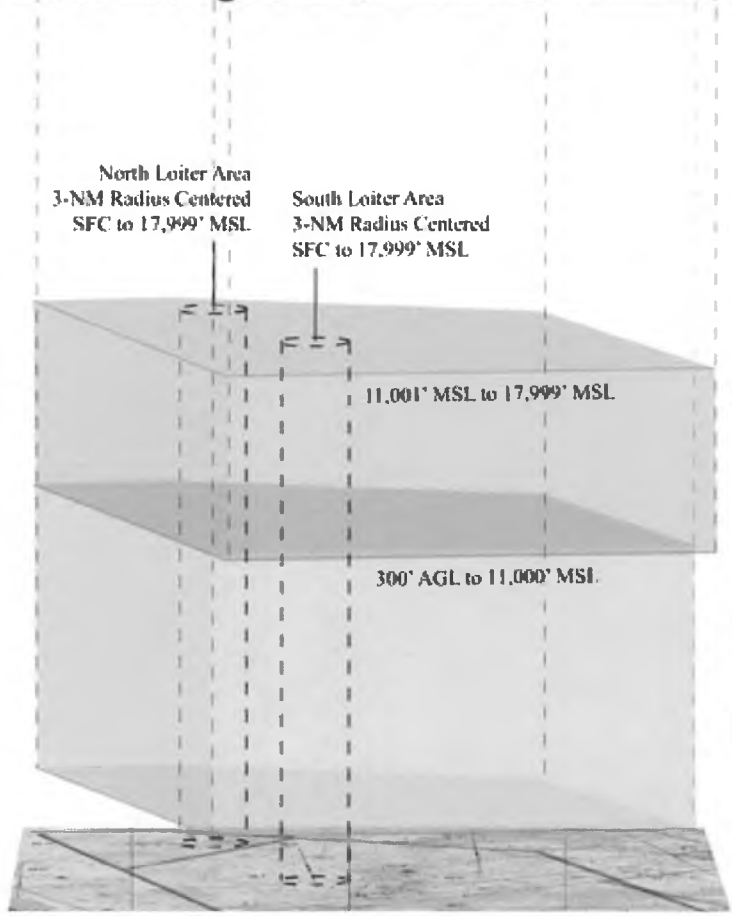 North Loiter Area
3-NM Radius Centered
SFC to 17,999' MSL
South Loiter Area
3-NM Radius Centered
SFC to 17,999' MSL
11,001' MSL to 17,999' MSL
300' AGL to 11,000' MSL